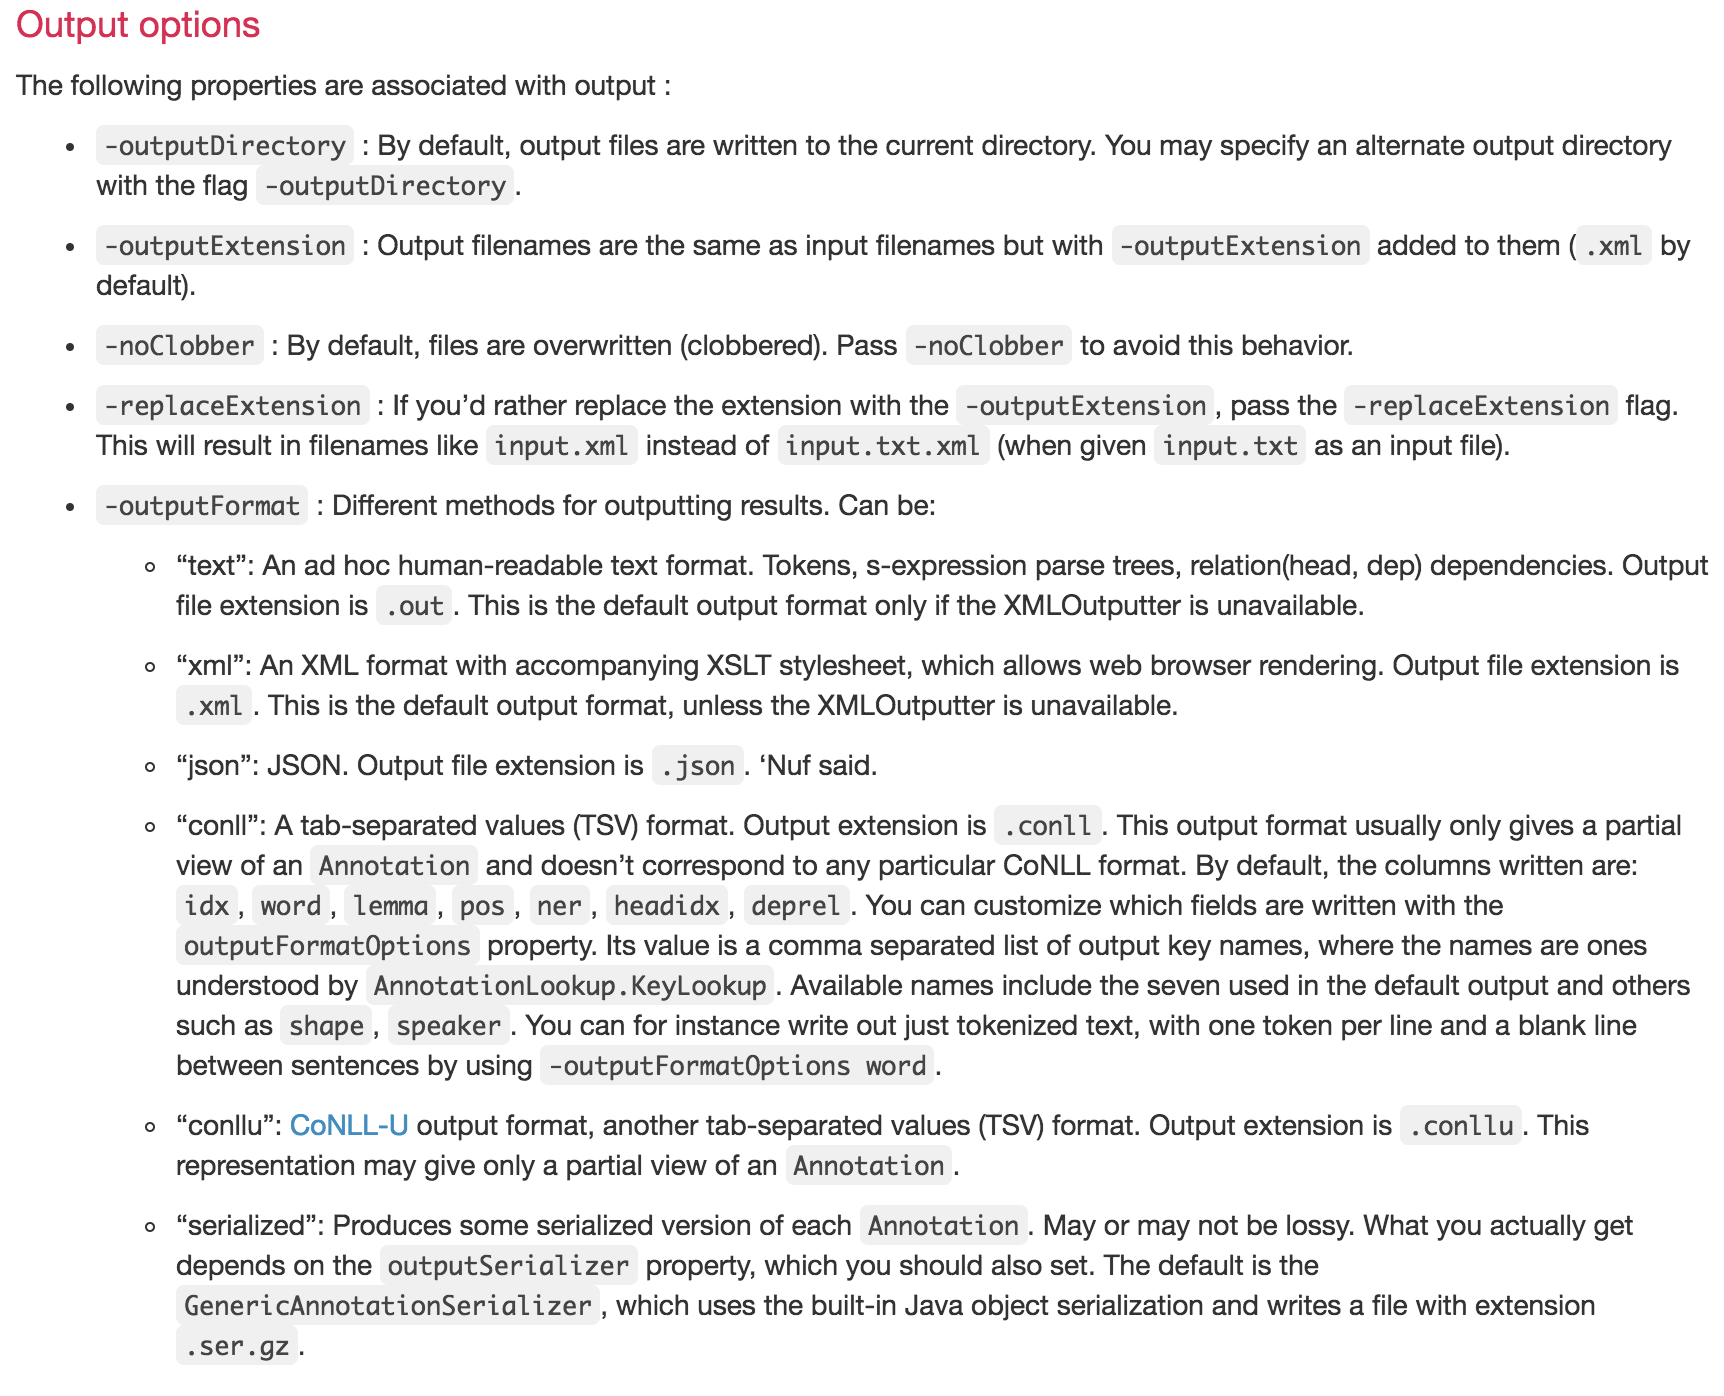 Output options
The following properties are associated with output :
-outputDirectory : By default, output files are written to the current directory. You may specify an alternate output directory
with the flag -outputDirectory.
-outputExtension : Output filenames are the same as input filenames but with -outputExtension added to them (.xml by
default).
-noClobber : By default, files are overwritten (clobbered). Pass -noClobber to avoid this behavior.
-replaceExtension : If you’d rather replace the extension with the -outputExtension, pass the -replaceExtension flag.
This will result in filenames like input.xml instead of input.txt.xml (when given input.txt as an input file).
-outputFormat : Different methods for outputting results. Can be:
“text”: An ad hoc human-readable text format. Tokens, s-expression parse trees, relation(head, dep) dependencies. Output
file extension is .out. This is the default output format only if the XMLOutputter is unavailable.
“xml”: An XML format with accompanying XSLT stylesheet, which allows web browser rendering. Output file extension is
.xml. This is the default output format, unless the XMLOutputter is unavailable.
“json”: JSON. Output file extension is .json. ‘Nuf said.
“conll”: A tab-separated values (TSV) format. Output extension is .conll. This output format usually only gives a partial
view of an Annotation and doesn’t correspond to any particular CoNLL format. By default, the columns written are:
idx, word, lemma, pos, ner, headidx, deprel. You can customize which fields are written with the
outputFormatOptions property. Its value is a comma separated list of output key names, where the names are ones
understood by AnnotationLookup.KeyLookup. Available names include the seven used in the default output and others
such as shape, speaker. You can for instance write out just tokenized text, with one token per line and a blank line
between sentences by using -outputFormatOptions word.
“conllu”: CoNLL-U output format, another tab-separated values (TSV) format. Output extension is .conllu. This
representation may give only a partial view of an Annotation.
“serialized”: Produces some serialized version of each Annotation. May or may not be lossy. What you actually get
depends on the outputSerializer property, which you should also set. The default is the
GenericAnnotationSerializer, which uses the built-in Java object serialization and writes a file with extension
.ser.gz.